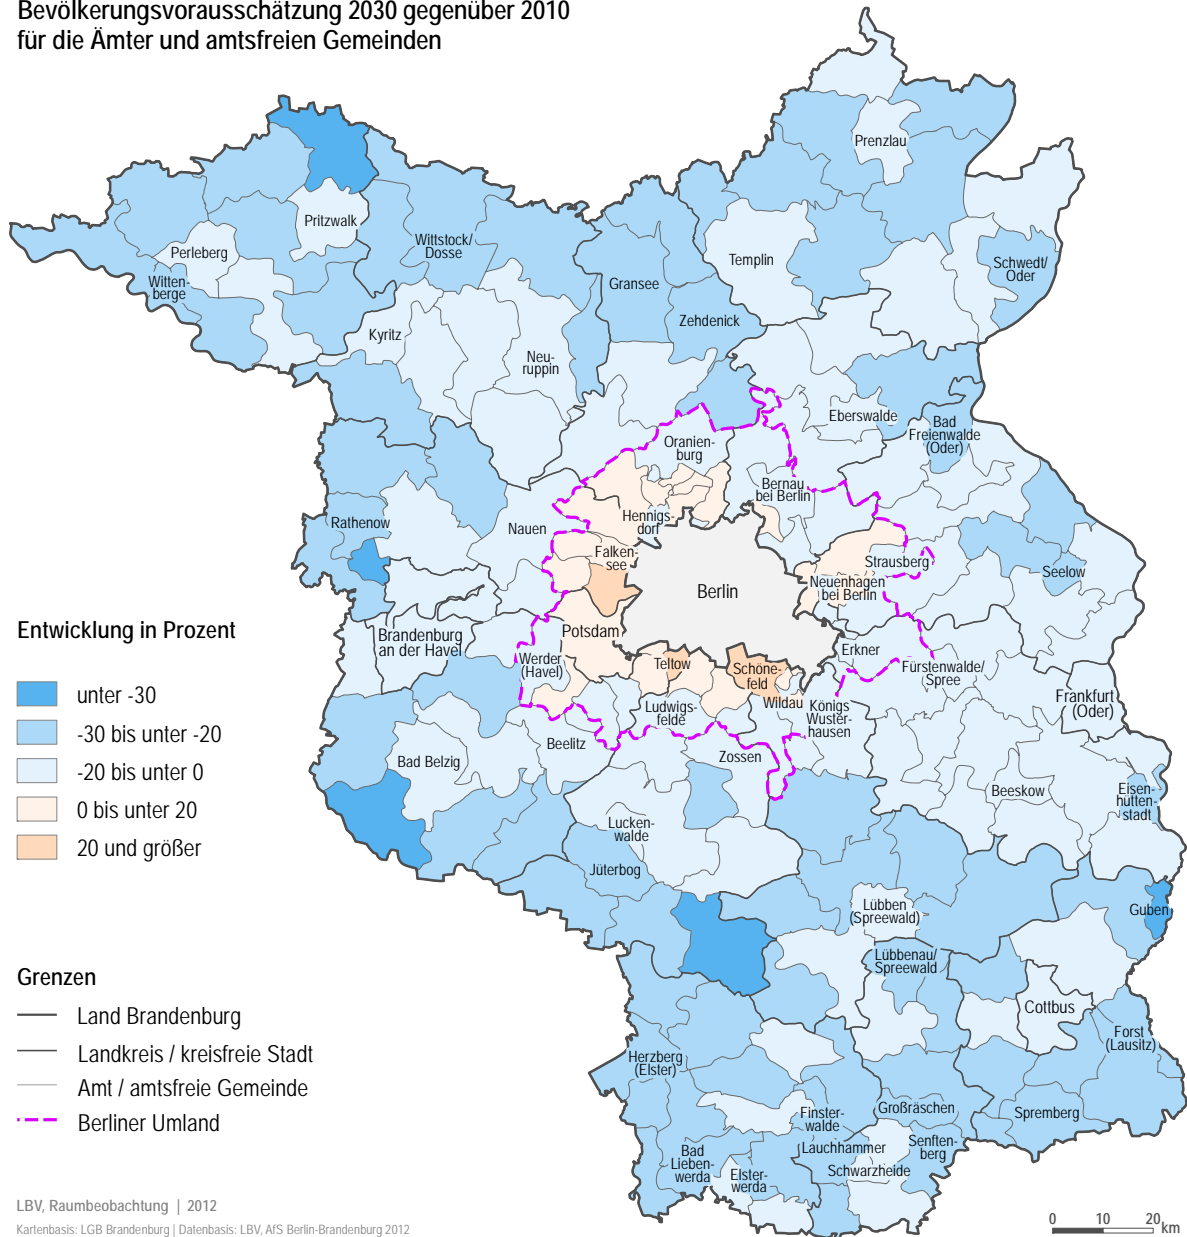 Bevölkerungsvorausschätzung 2030 gegenüber 2010
für die Ämter und amtsfreien Gemeinden
Prenzlau
Pritzwalk
Perleberg
Wittstock/
Dosse
Templin
Schwedt/
Oder
Witten-
berge
Gransee
Zehdenick
Kyritz
Neu-
ruppin
Eberswalde
Bad
Freienwalde
(Oder)
Oranien-
burg
Bernau
bei Berlin
Rathenow
Nauen
Hennigs-
dorf
Falken-
see
Strausberg
Seelow
Neuenhagen
bei Berlin
Berlin
Potsdam
Brandenburg
an der Havel
Werder
(Havel)
Teltow
Schöne-
feld
Erkner
Fürstenwalde/
Spree
Wildau
Frankfurt
(Oder)
Ludwigs-
felde
Königs
Wuster-
hausen
Beelitz
Zossen
Bad Belzig
Beeskow
Eisen-
hütten-
stadt
Lucken-
walde
Jüterbog
Lübben
(Spreewald)
Guben
Lübbenau/
Spreewald
Cottbus
Forst
(Lausitz)
Herzberg
(Elster)
Finster-
walde
Großräschen
Spremberg
Lauchhammer
Senften-
berg
Schwarzheide
Bad
Lieben-
werda
Elster-
werda
Entwicklung in Prozent
unter -30
-30 bis unter -20
-20 bis unter 0
0 bis unter 20
20 und größer
Grenzen
Land Brandenburg
Landkreis / kreisfreie Stadt
Amt / amtsfreie Gemeinde
Berliner Umland
LBV, Raumbeobachtung | 2012
Kartenbasis: LGB Brandenburg | Datenbasis: LBV, AfS Berlin-Brandenburg 2012
0 10 20 km